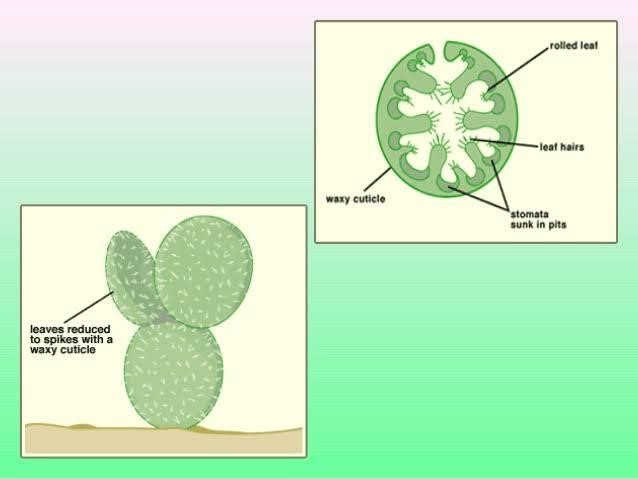 rolled leaf
leaf hairs
waxy cuticle
stomata
sunk in pits
leaves reduced
to spikes with a
waxy cuticle